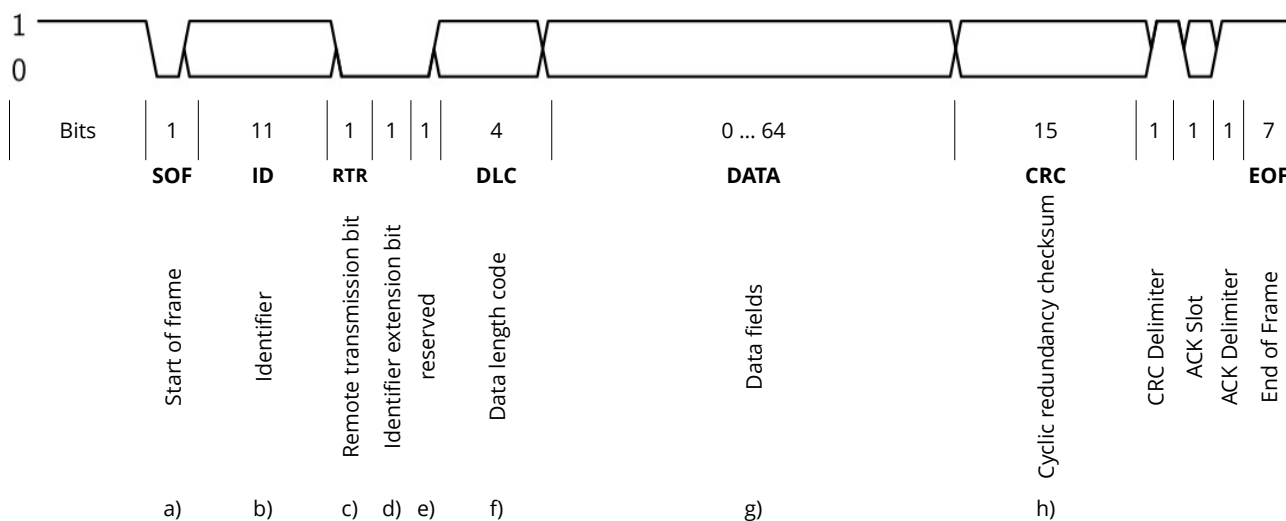 1
0
Bits 1 11 1 1 1 4 0 ... 64 15 1 1 1 7
SOF ID RTR DLC DATA CRC EOF
Start of frame
Identifier
Remote transmission bit
Identifier extension bit
reserved
Data length code
Data fields
Cyclic redundancy checksum
CRC Delimiter
ACK Slot
ACK Delimiter
End of Frame
a) b) c) d) e) f) g) h)